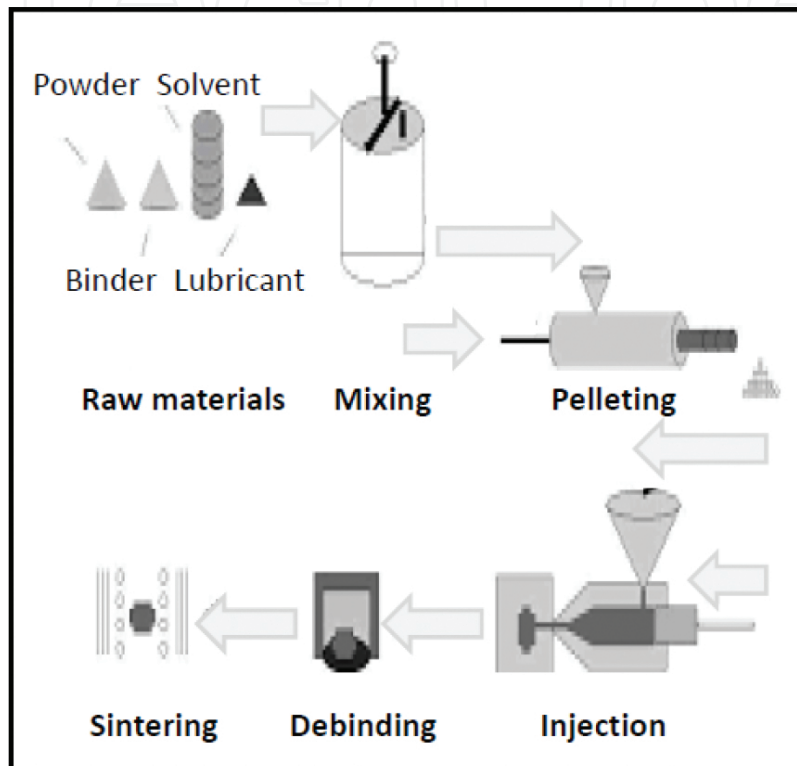 Powder Solvent
Binder Lubricant
Raw materials Mixing Pelleting
Sintering Debinding Injection